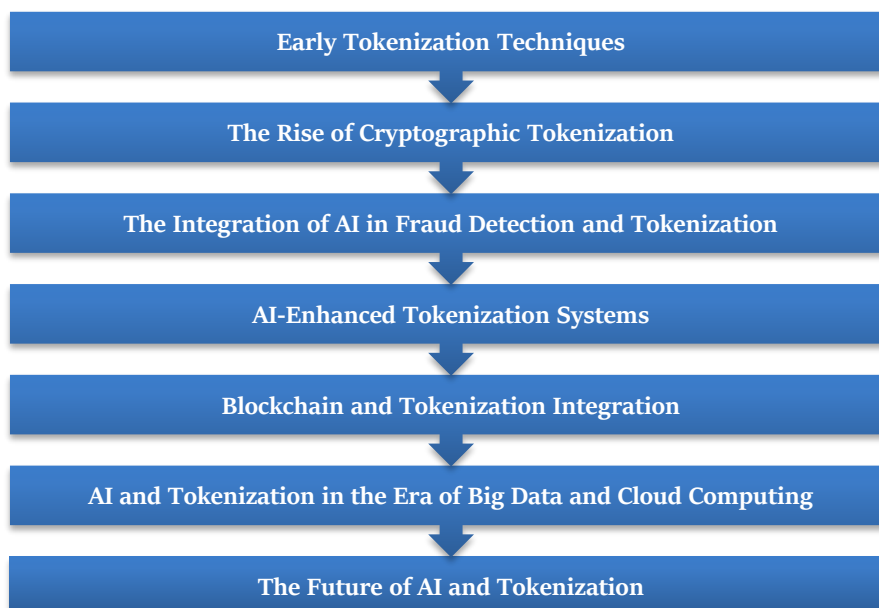 Early Tokenization Techniques
The Rise of Cryptographic Tokenization
The Integration of AI in Fraud Detection and Tokenization
AI-Enhanced Tokenization Systems
Blockchain and Tokenization Integration
AI and Tokenization in the Era of Big Data and Cloud Computing
The Future of AI and Tokenization